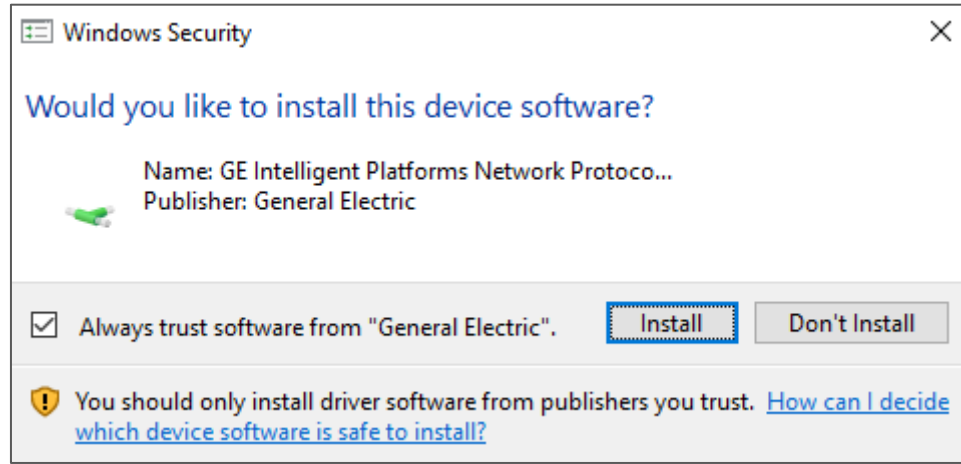 Windows Security
Would you like to install this device software?
Name: GE Intelligent Platforms Network Protoco...
Publisher: General Electric
Always trust software from "General Electric".
Install
Don't Install
You should only install driver software from publishers you trust. How can I decide
which device software is safe to install?